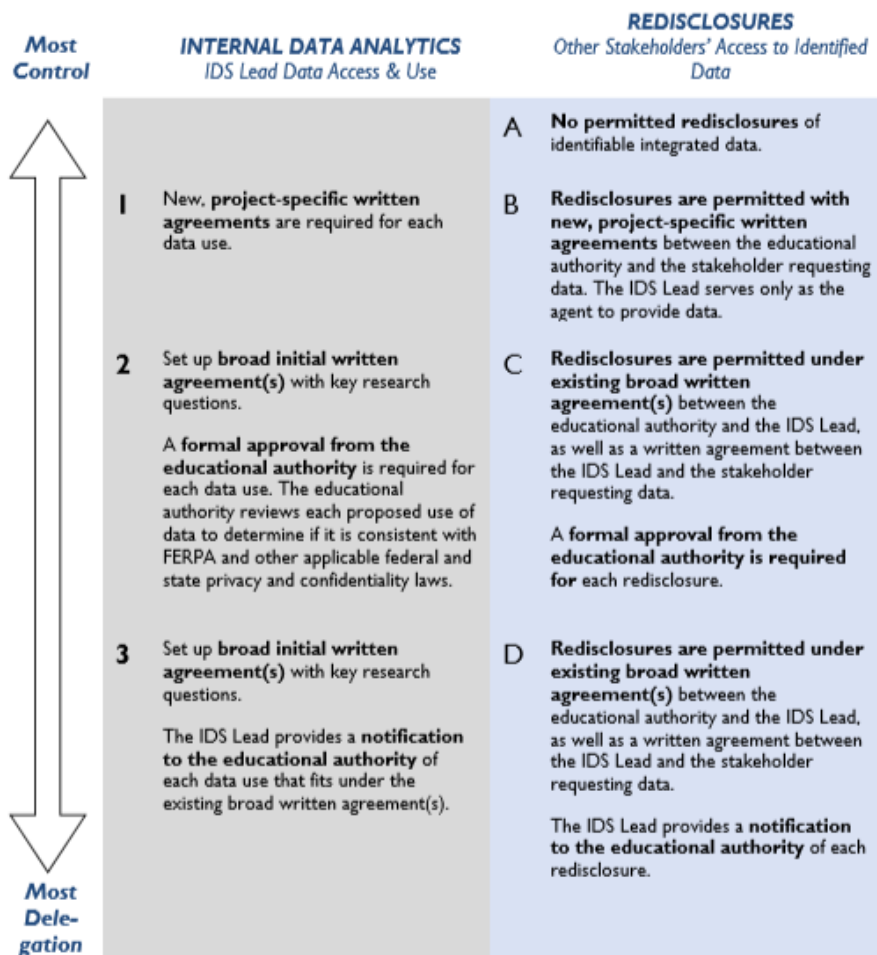 Most
Control
INTERNAL DATA ANALYTICS
IDS Lead Data Access & Use
REDISCLOSURES
Other Stakeholders' Access to Identified
Data
A
No permitted redisclosures of
identifiable integrated data.
1
New, project-specific written
agreements are required for each
data use.
B
Redisclosures are permitted with
new, project-specific written
agreements between the educational
authority and the stakeholder requesting
data. The IDS Lead serves only as the
agent to provide data.
2
Set up broad initial written
agreement(s) with key research
questions.
A formal approval from the
educational authority is required for
each data use. The educational
authority reviews each proposed use of
data to determine if it is consistent with
FERPA and other applicable federal and
state privacy and confidentiality laws.
C
Redisclosures are permitted under
existing broad written
agreement(s) between the
educational authority and the IDS Lead,
as well as a written agreement between
the IDS Lead and the stakeholder
requesting data.
A formal approval from the
educational authority is required
for each redisclosure.
3
Set up broad initial written
agreement(s) with key research
questions.
The IDS Lead provides a notification
to the educational authority of
each data use that fits under the
existing broad written agreement(s).
D
Redisclosures are permitted under
existing broad written
agreement(s) between the
educational authority and the IDS Lead,
as well as a written agreement between
the IDS Lead and the stakeholder
requesting data.
The IDS Lead provides a notification
to the educational authority of each
redisclosure.
Most
Dele-
gation